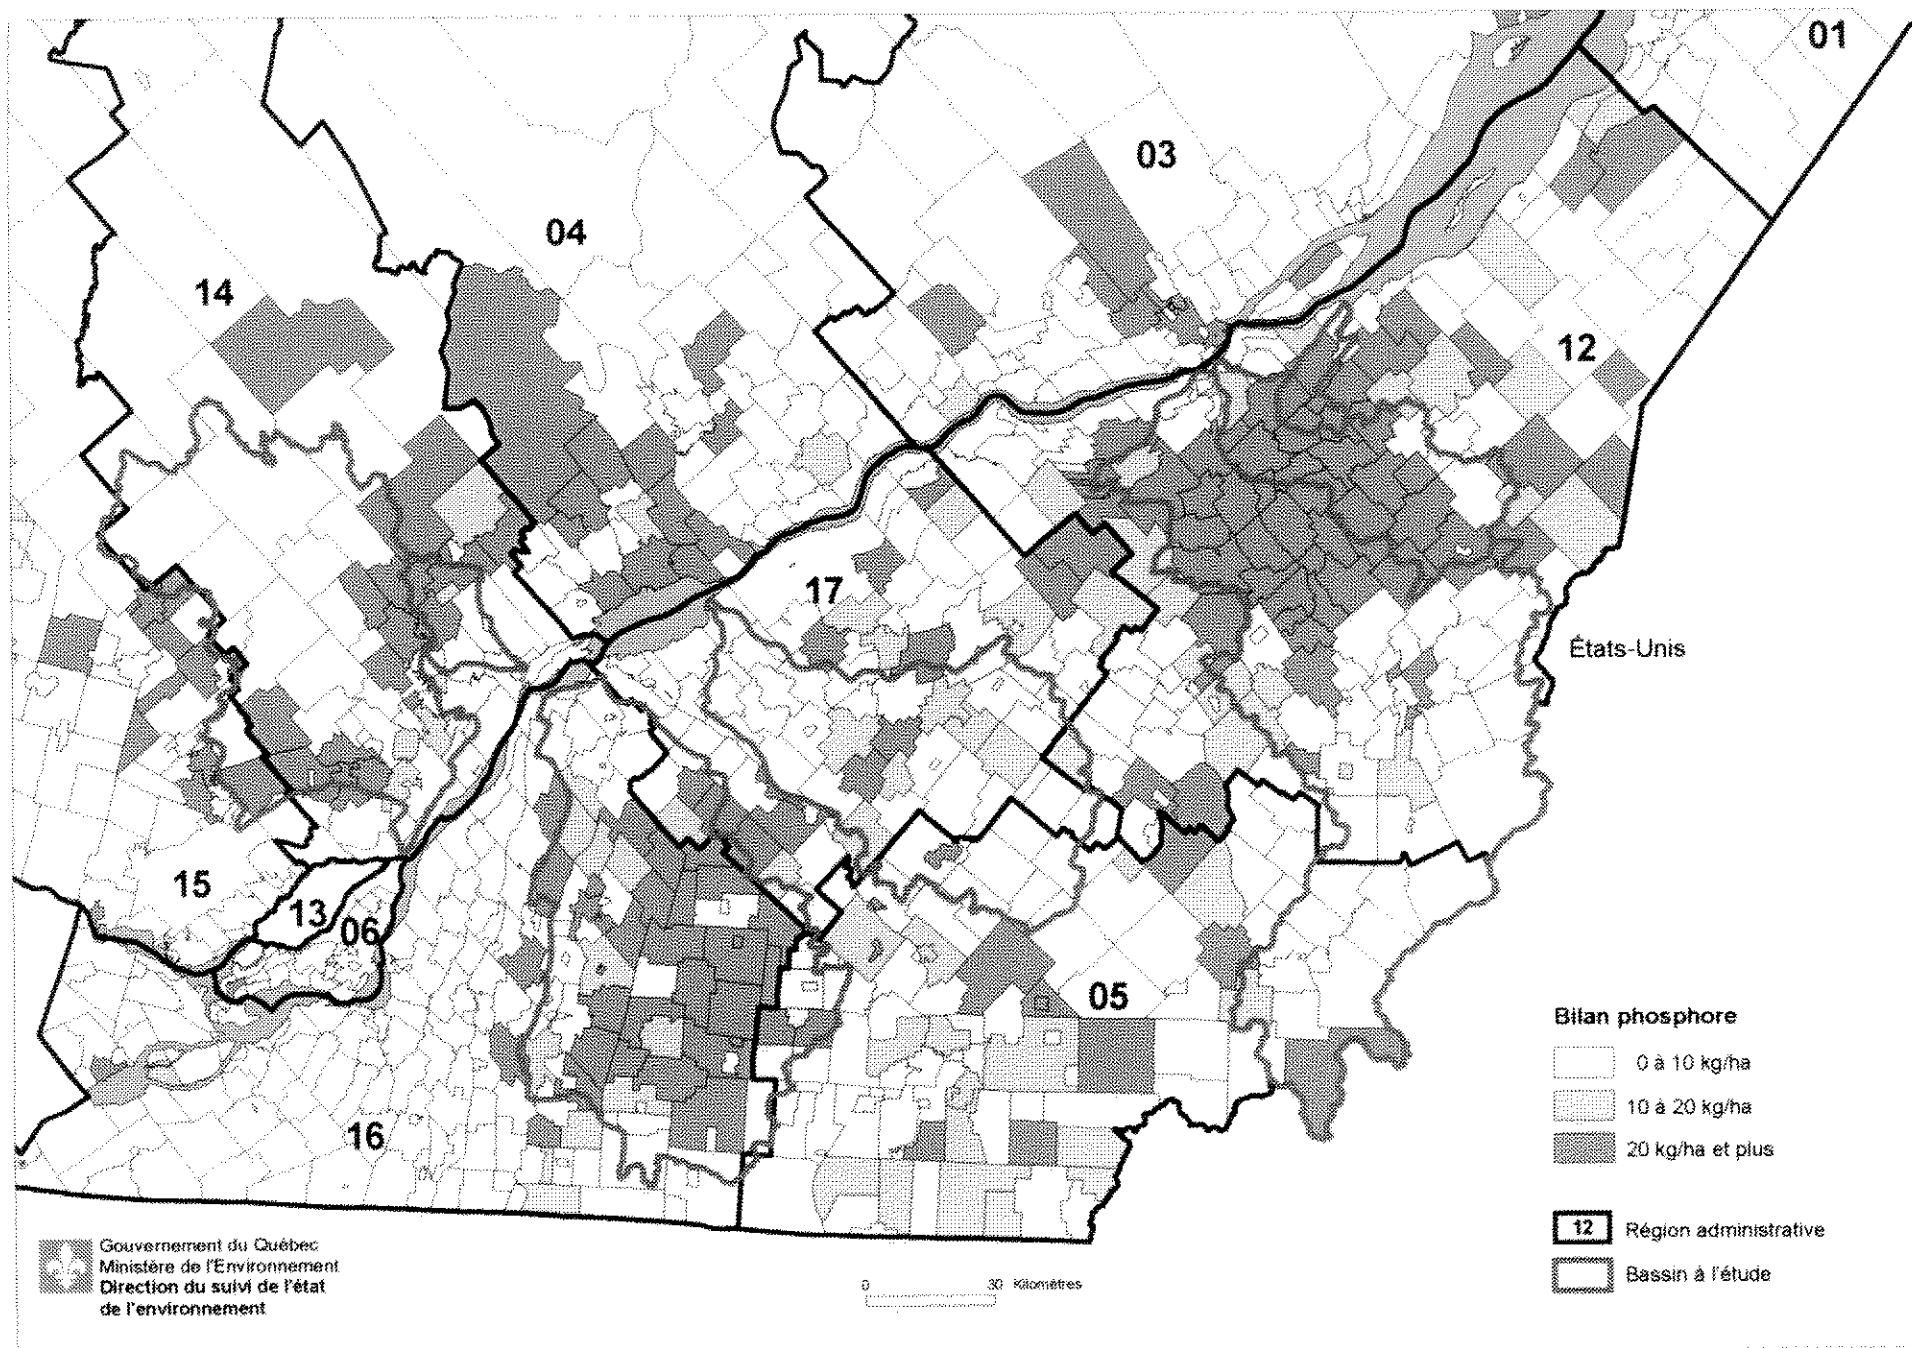 01
03
04
14
12
17
États-Unis
15
13
06
05
16
Bilan phosphore
0 à 10 kg/ha
10 à 20 kg/ha
20 kg/ha et plus
12 Région administrative
Bassin à l'étude
Gouvernement du Québec
Ministère de l'Environnement
Direction du suivi de l'état
de l'environnement
0 30 Kilomètres